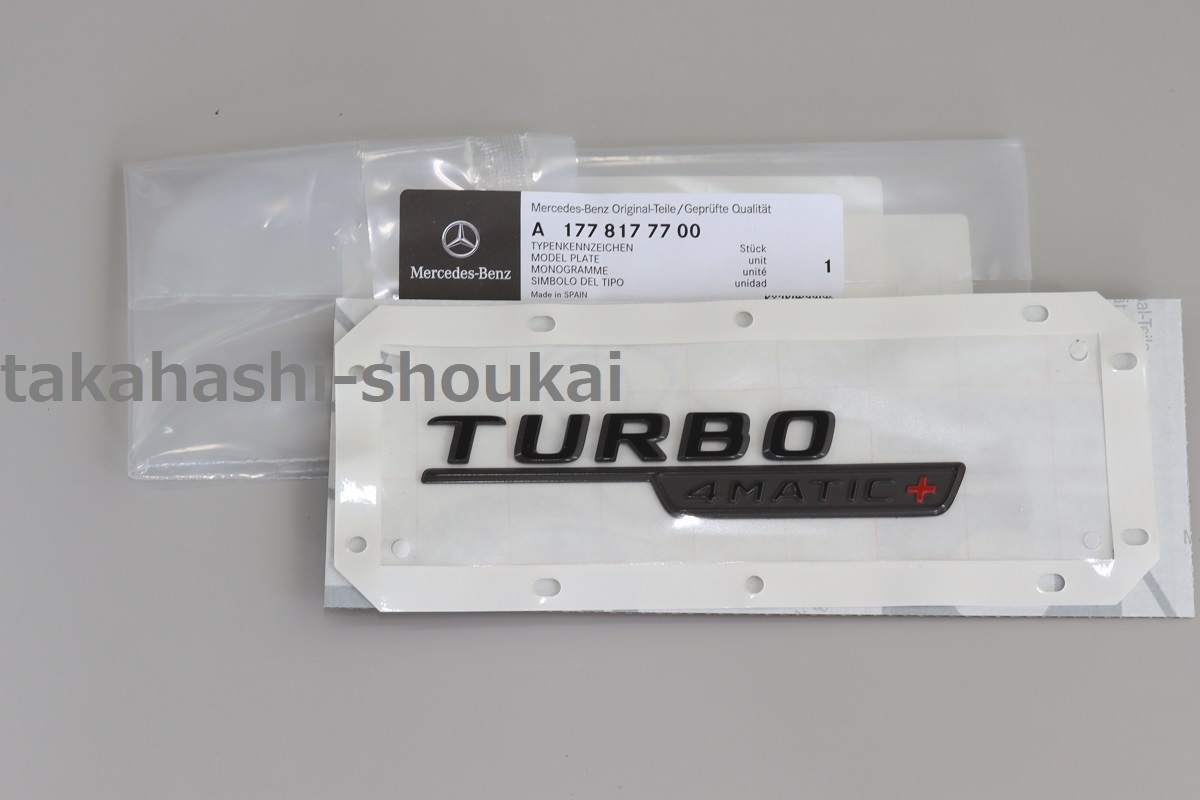 Mercedes-Benz Original-Teile/Geprüfte Qualität
A 177 817 77 00
TYPENKENNZEICHEN Stück
MODEL PLATE unit
MONOGRAMME unité
SIMBOLO DEL TIPO unidad
1
Made in SPAIN
Mercedes-Benz
takahashi-shoukai
TURBO
4MATIC+